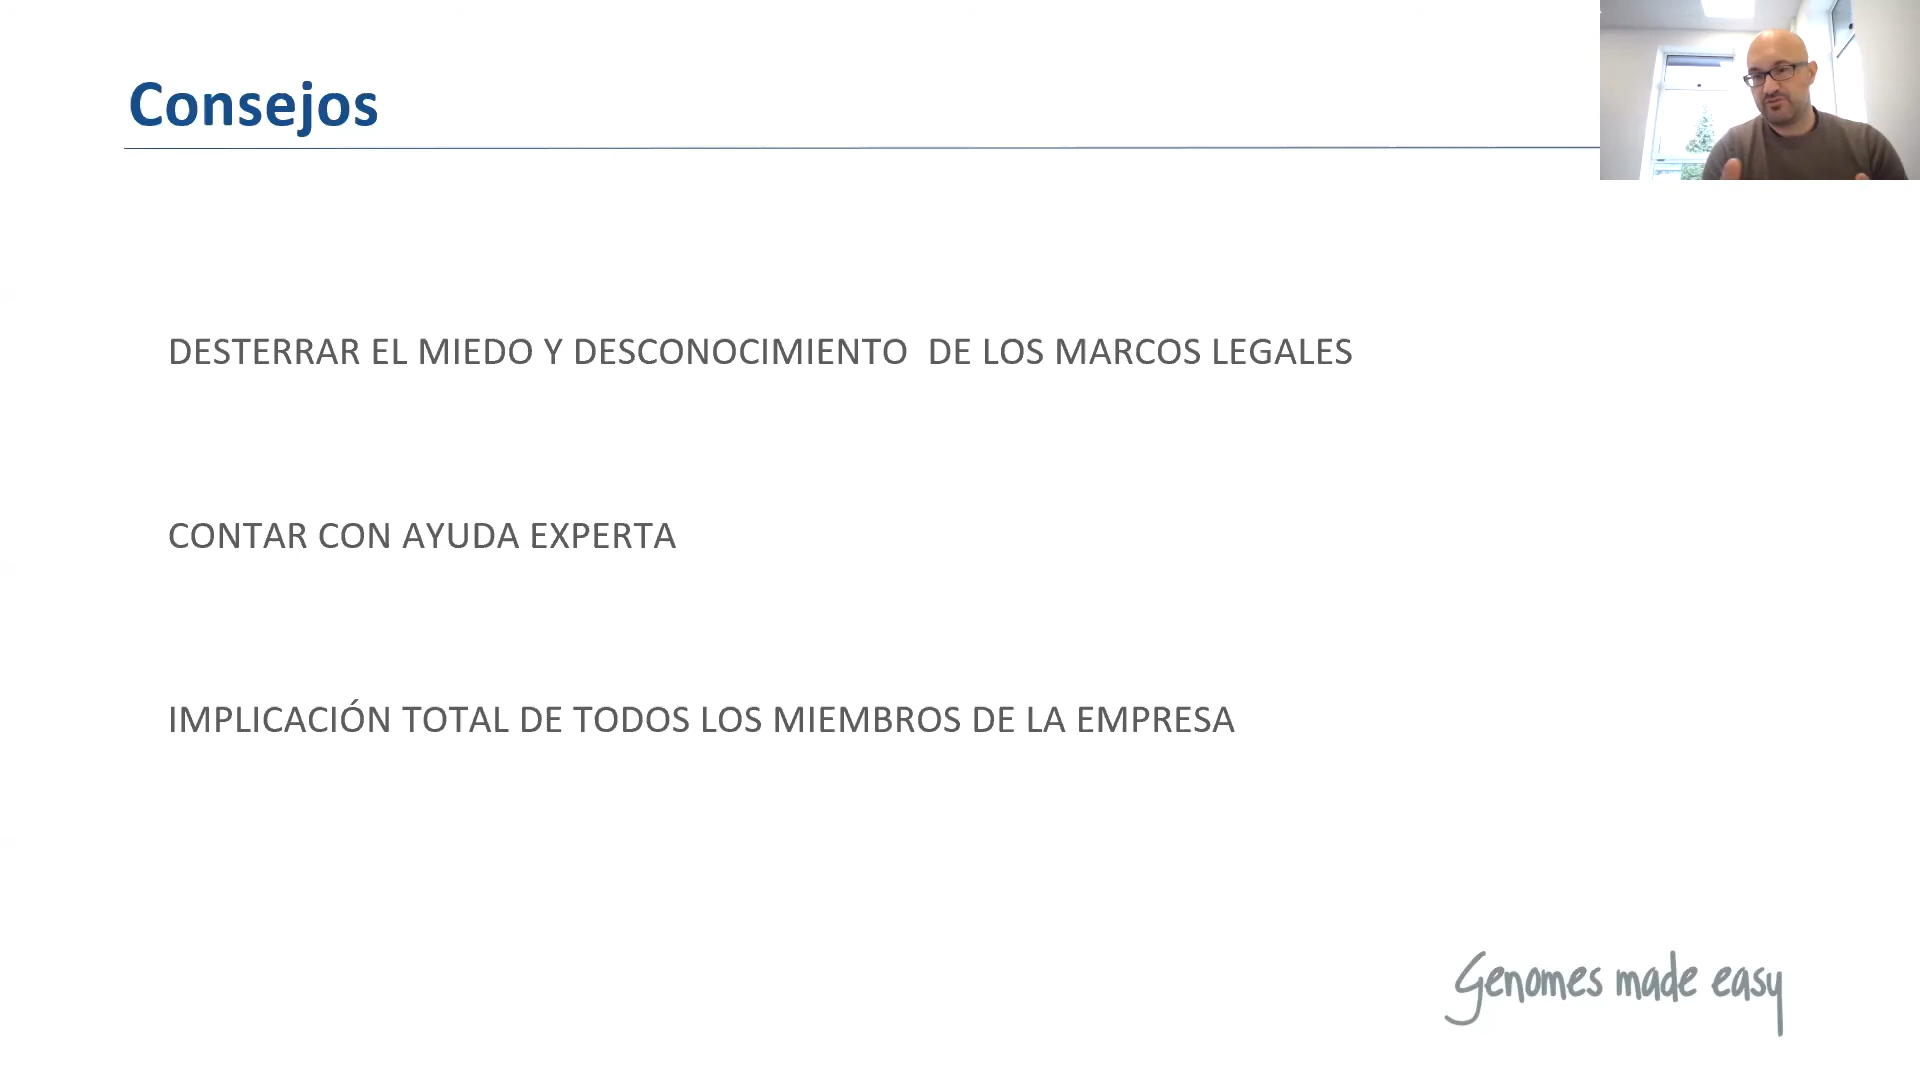 Consejos
DESTERRAR EL MIEDO Y DESCONOCIMIENTO  DE LOS MARCOS LEGALES
CONTAR CON AYUDA EXPERTA
IMPLICACIÓN TOTAL DE TODOS LOS MIEMBROS DE LA EMPRESA
Genomes made easy